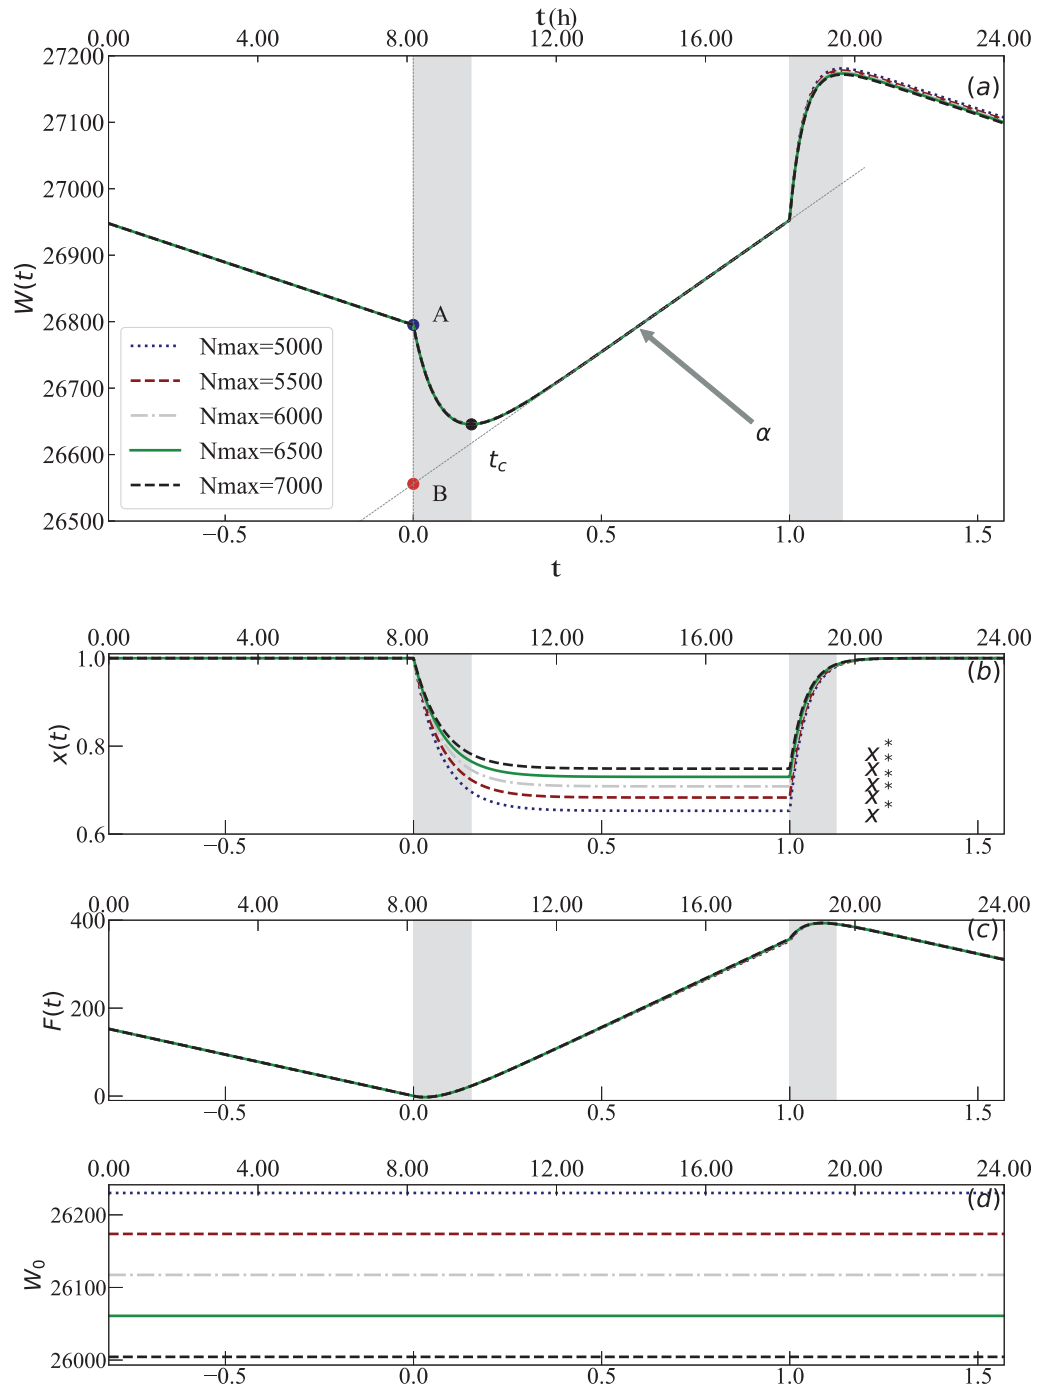 t(h)
0.00 4.00 8.00 12.00 16.00 20.00 24.00
27200
(a)
27100
27000
26900
W(t)
26800
A
Nmax=5000
Nmax=5500
Nmax=6000
Nmax=6500
Nmax=7000
26700
α
26600
t_c
B
26500
−0.5 0.0 0.5 1.0 1.5
t
0.00 4.00 8.00 12.00 16.00 20.00 24.00
1.0
(b)
x(t)
0.8
x*
x*
x*
x*
x*
0.6
−0.5 0.0 0.5 1.0 1.5
0.00 4.00 8.00 12.00 16.00 20.00 24.00
400
(c)
F(t)
200
0
−0.5 0.0 0.5 1.0 1.5
0.00 4.00 8.00 12.00 16.00 20.00 24.00
(d)
26200
W₀
26100
26000
−0.5 0.0 0.5 1.0 1.5